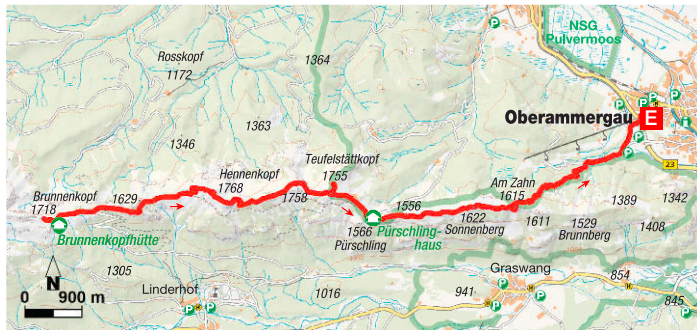 NSG
Pulvermoos
1364
Rosskopf
1172
Oberammergau
E
1363
1346
Teufelstättkopf
1755
Hennenkopf
1768
23
Am Zahn
1615
Brunnenkopf
1718
1629
1758
1556
1389
1342
1566
Pürschling
Pürschling-
haus
1622
Sonnenberg
1611
1529
Brunnberg
1408
Brunnenkopfhütte
1305
N
0 900 m
Linderhof
1016
Graswang
941
854
845
P